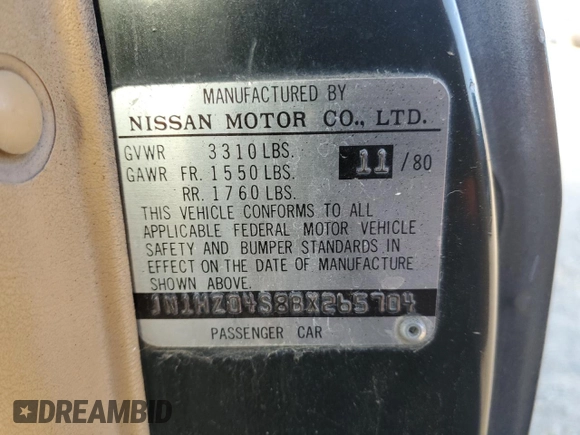 MANUFACTURED BY
NISSAN MOTOR CO., LTD.
GVWR 3310 LBS.
11/80
GAWR FR. 1550 LBS.
RR. 1760 LBS.
THIS VEHICLE CONFORMS TO ALL
APPLICABLE FEDERAL MOTOR VEHICLE
SAFETY AND BUMPER STANDARDS IN
EFFECT ON THE DATE OF MANUFACTURE
SHOWN ABOVE.
JN1HZ04S8BX265704
PASSENGER CAR
DREAMBID